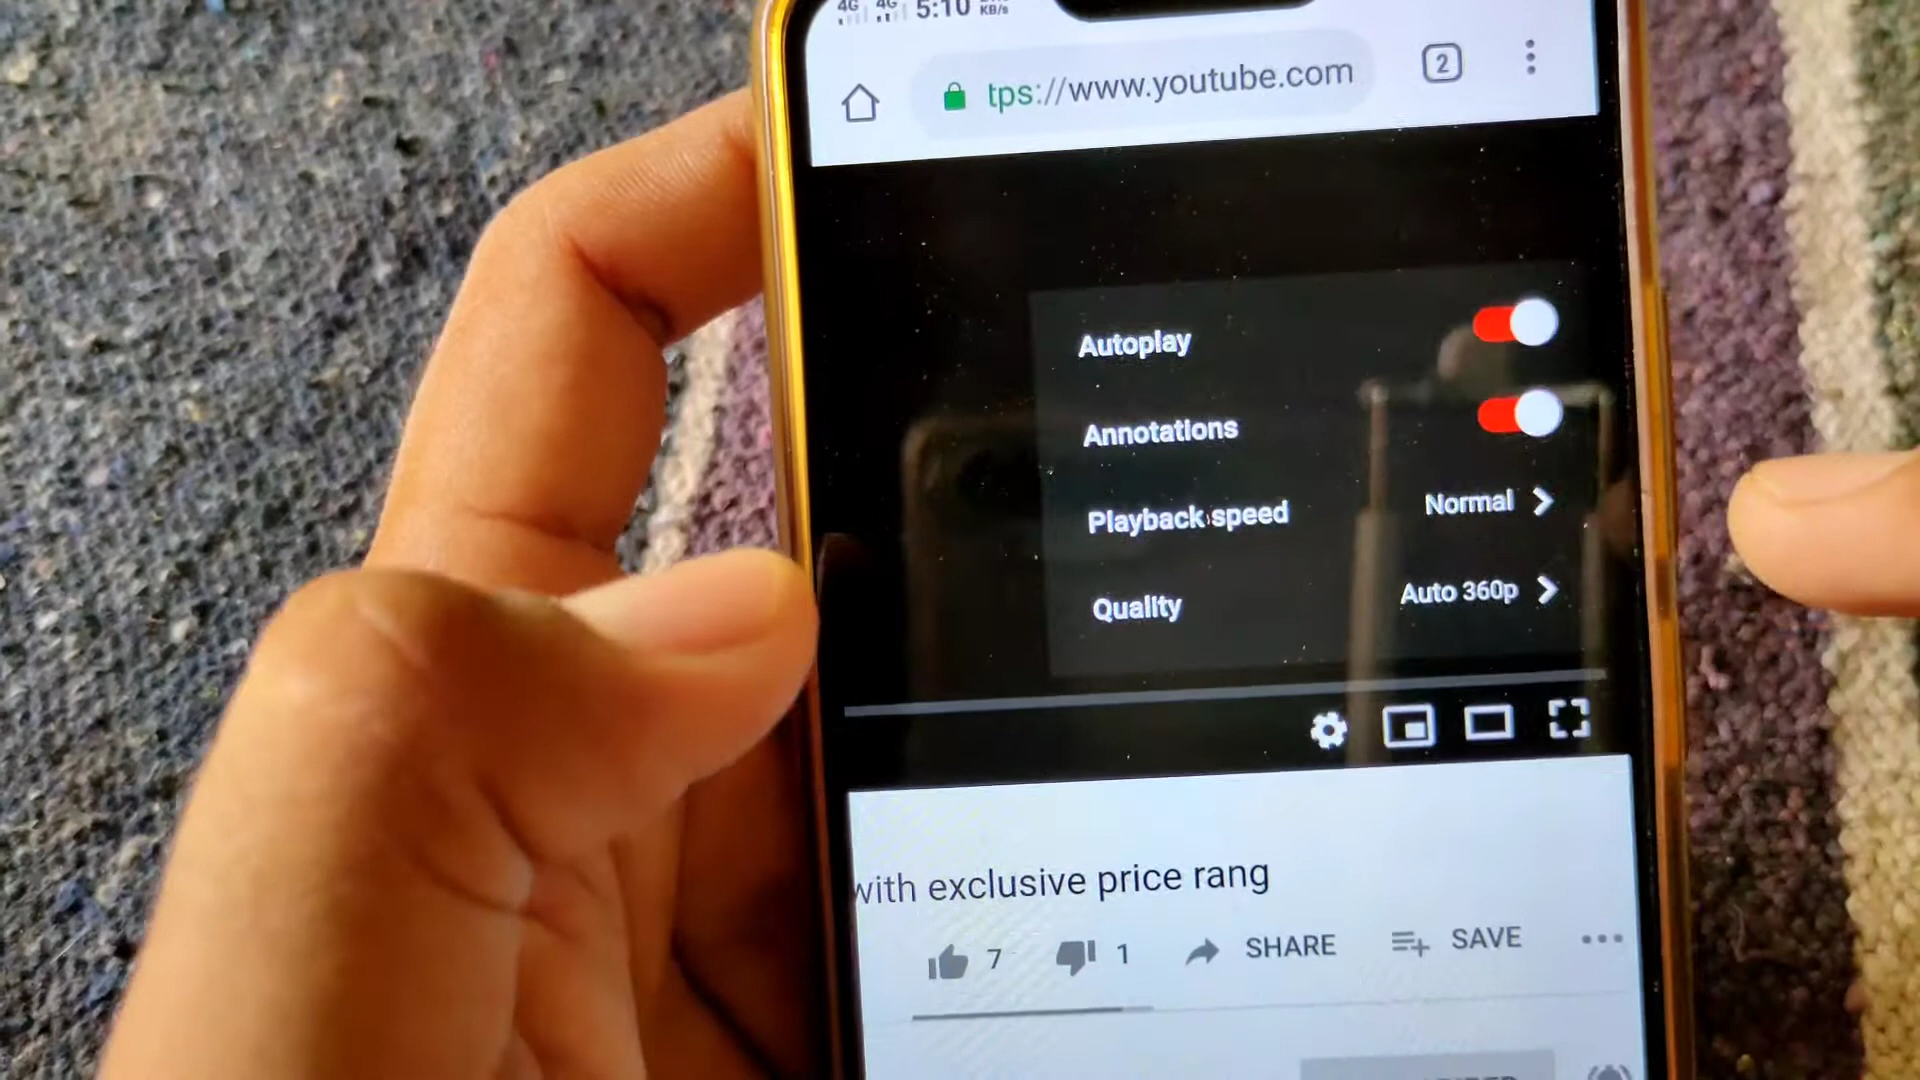 4G 4G 5:10 KB/s
tps://www.youtube.com 2
Autoplay
Annotations
Playback speed Normal
Quality Auto 360p
with exclusive price rang
7 1 SHARE SAVE